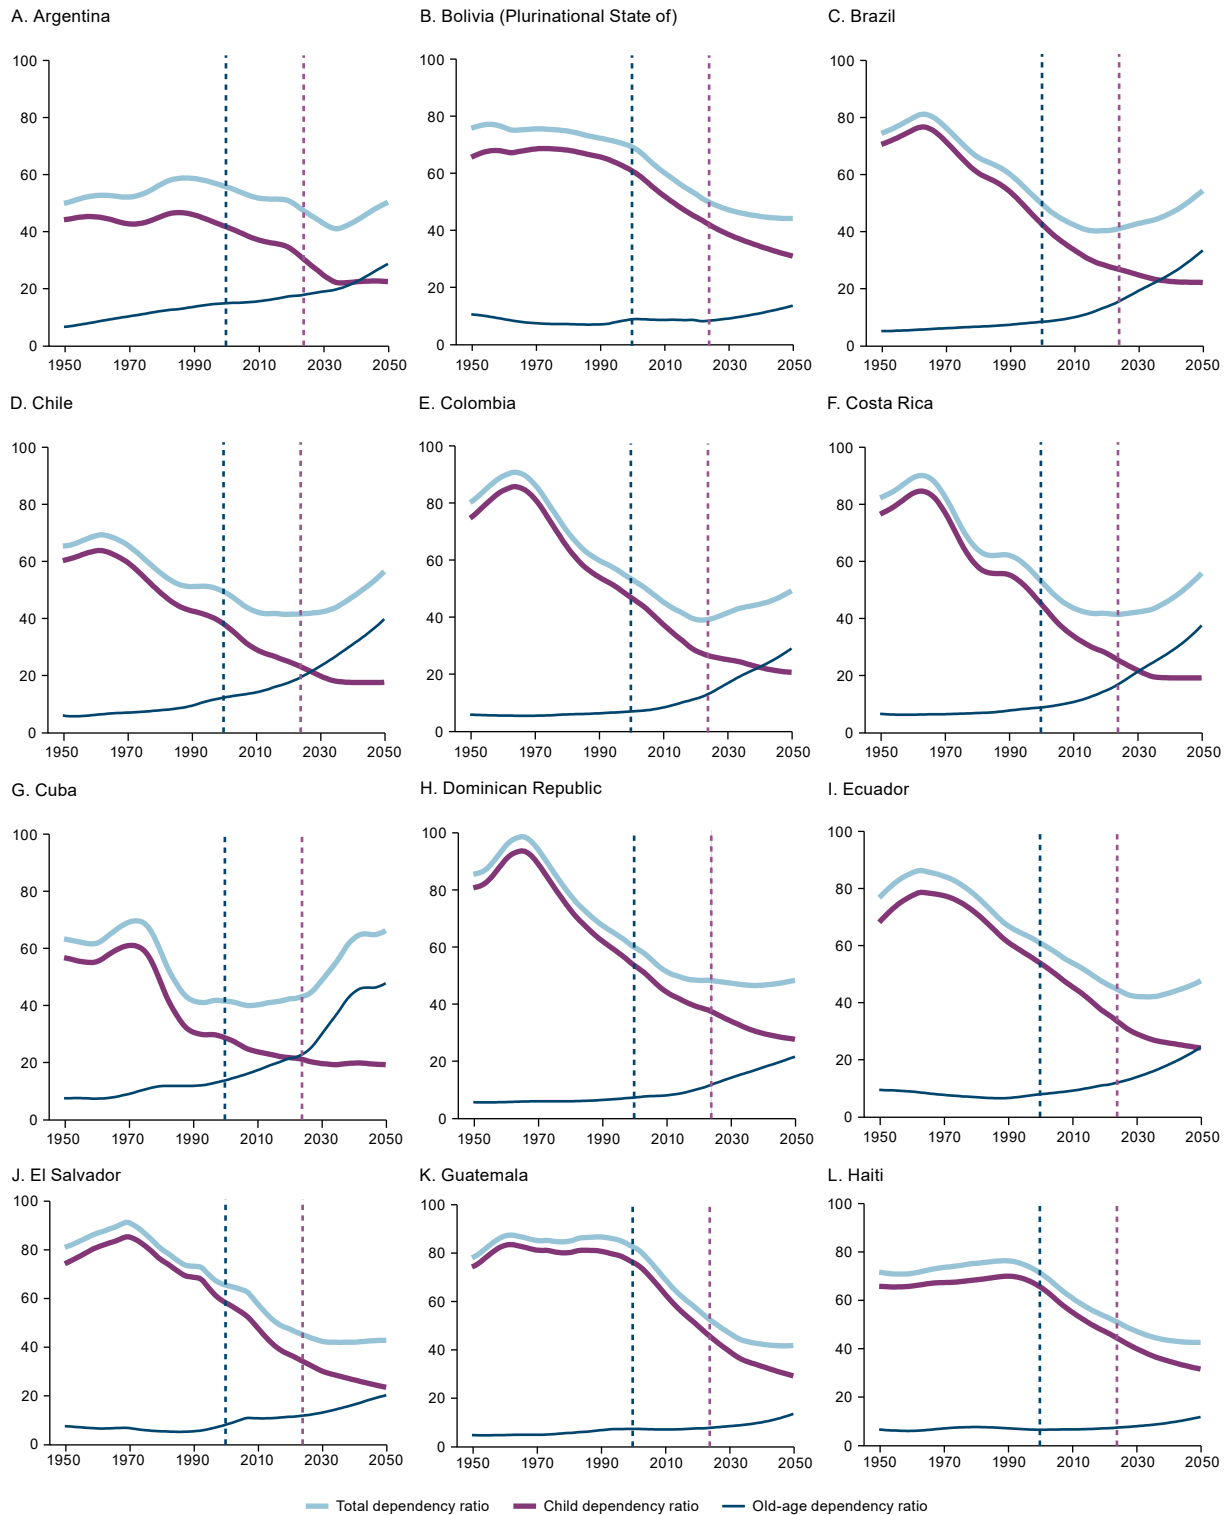 A. Argentina
B. Bolivia (Plurinational State of)
C. Brazil
100
80
60
40
20
0
1950 1970 1990 2010 2030 2050
100
80
60
40
20
0
1950 1970 1990 2010 2030 2050
100
80
60
40
20
0
1950 1970 1990 2010 2030 2050
D. Chile
E. Colombia
F. Costa Rica
100
80
60
40
20
0
1950 1970 1990 2010 2030 2050
100
80
60
40
20
0
1950 1970 1990 2010 2030 2050
100
80
60
40
20
0
1950 1970 1990 2010 2030 2050
G. Cuba
H. Dominican Republic
I. Ecuador
100
80
60
40
20
0
1950 1970 1990 2010 2030 2050
100
80
60
40
20
0
1950 1970 1990 2010 2030 2050
100
80
60
40
20
0
1950 1970 1990 2010 2030 2050
J. El Salvador
K. Guatemala
L. Haiti
100
80
60
40
20
0
1950 1970 1990 2010 2030 2050
100
80
60
40
20
0
1950 1970 1990 2010 2030 2050
100
80
60
40
20
0
1950 1970 1990 2010 2030 2050
Total dependency ratio Child dependency ratio Old-age dependency ratio